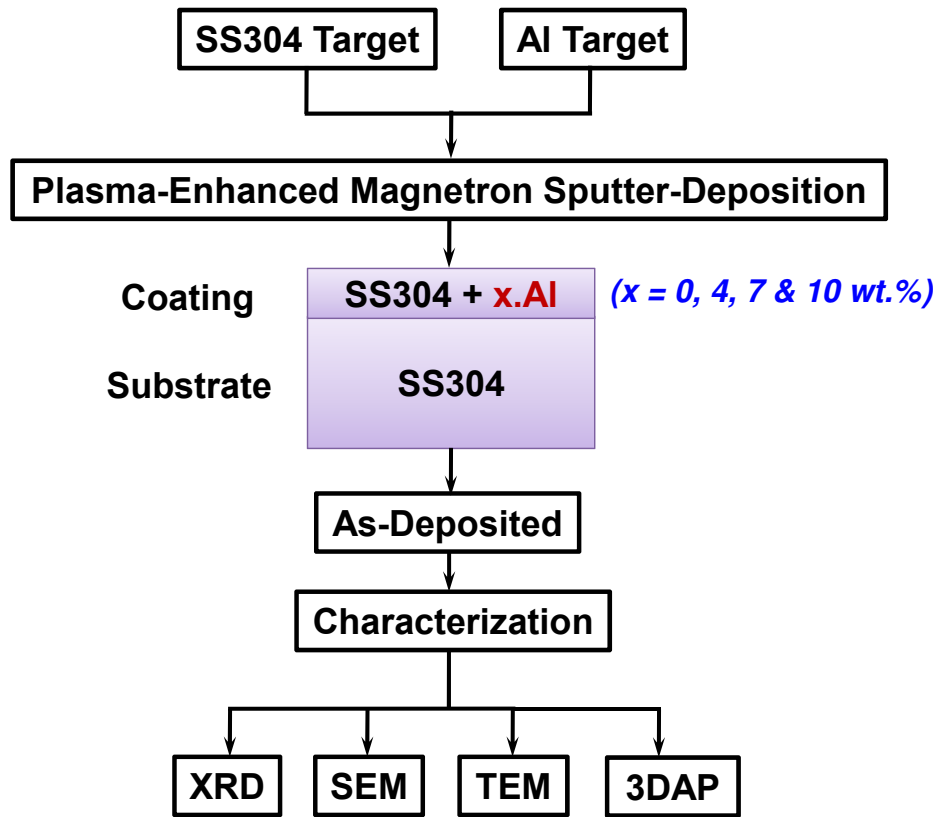 SS304 Target
Al Target
Plasma-Enhanced Magnetron Sputter-Deposition
Coating
SS304 + x.Al
(x = 0, 4, 7 & 10 wt.%)
Substrate
SS304
As-Deposited
Characterization
XRD
SEM
TEM
3DAP